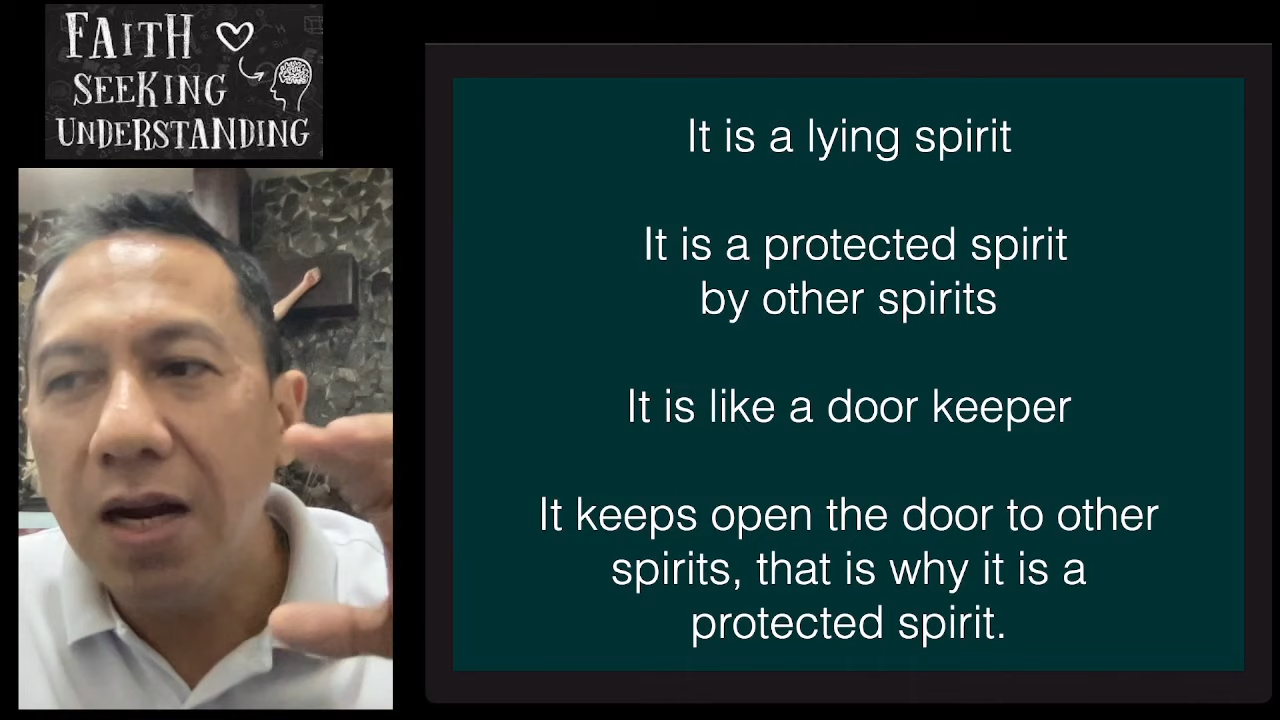 FAITH
SEEKING
UNDERSTANDING
It is a lying spirit
It is a protected spirit
by other spirits
It is like a door keeper
It keeps open the door to other
spirits, that is why it is a
protected spirit.